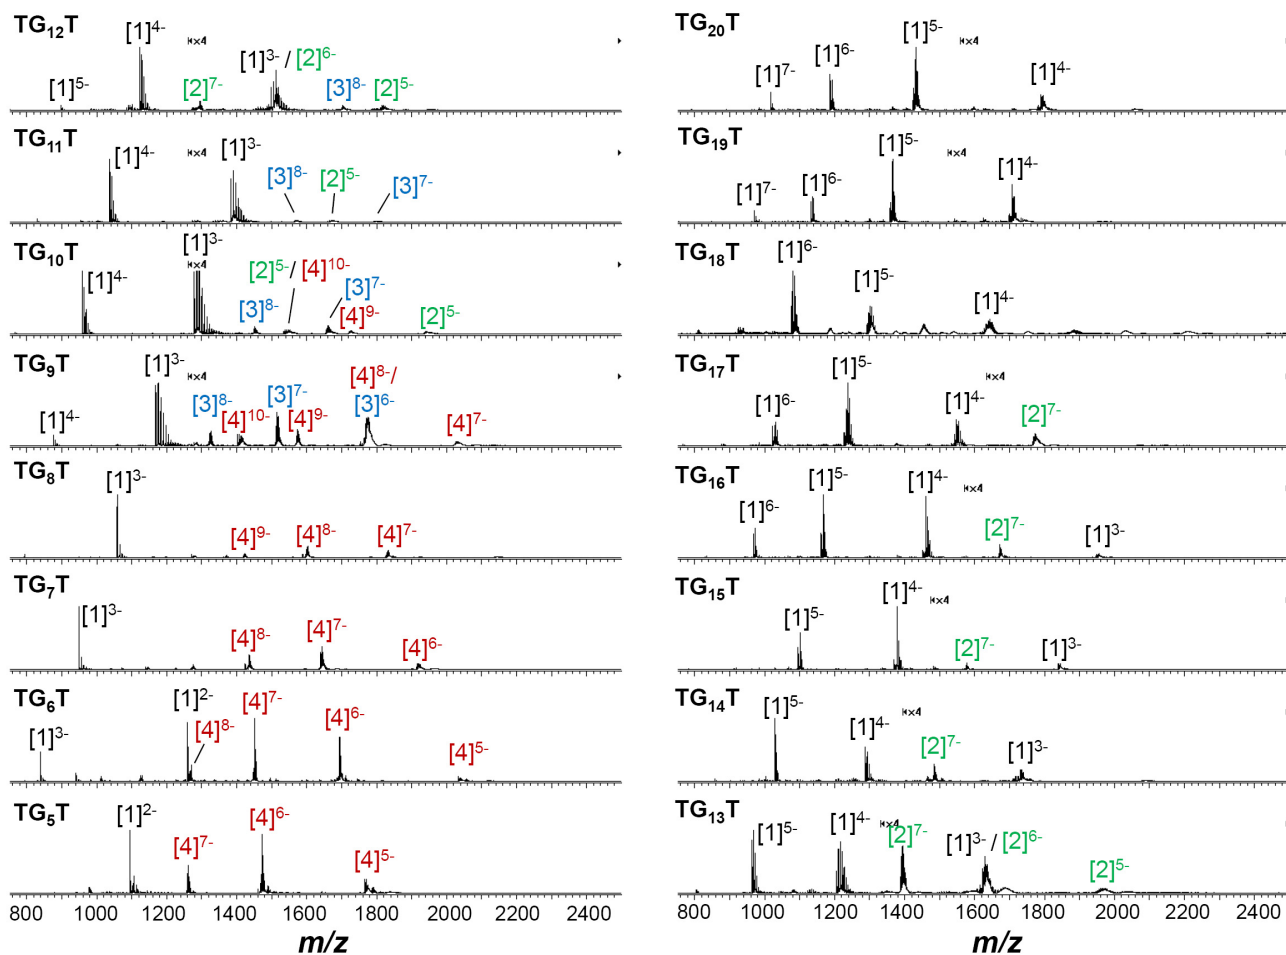 TG₁₂T
[1]⁵⁻ [1]⁴⁻ ×4 [2]⁷⁻ [1]³⁻ / [2]⁶⁻ [3]⁸⁻ [2]⁵⁻
TG₁₁T
[1]⁴⁻ ×4 [1]³⁻ [3]⁸⁻ [2]⁵⁻ [3]⁷⁻
TG₁₀T
[1]⁴⁻ [1]³⁻ ×4 [3]⁸⁻ [2]⁵⁻ / [4]¹⁰⁻ [3]⁷⁻ [4]⁹⁻ [2]⁵⁻
TG₉T
[1]⁴⁻ [1]³⁻ ×4 [3]⁸⁻ [4]¹⁰⁻ [3]⁷⁻ [4]⁹⁻ [4]⁸⁻/ [3]⁶⁻ [4]⁷⁻
TG₈T
[1]³⁻ [4]⁹⁻ [4]⁸⁻ [4]⁷⁻
TG₇T
[1]³⁻ [4]⁸⁻ [4]⁷⁻ [4]⁶⁻
TG₆T
[1]³⁻ [1]²⁻ [4]⁸⁻ [4]⁷⁻ [4]⁶⁻ [4]⁵⁻
TG₅T
[1]²⁻ [4]⁷⁻ [4]⁶⁻ [4]⁵⁻
800 1000 1200 1400 1600 1800 2000 2200 2400
m/z
TG₂₀T
[1]⁷⁻ [1]⁶⁻ [1]⁵⁻ ×4 [1]⁴⁻
TG₁₉T
[1]⁷⁻ [1]⁶⁻ [1]⁵⁻ ×4 [1]⁴⁻
TG₁₈T
[1]⁶⁻ [1]⁵⁻ [1]⁴⁻
TG₁₇T
[1]⁶⁻ [1]⁵⁻ [1]⁴⁻ ×4 [2]⁷⁻
TG₁₆T
[1]⁶⁻ [1]⁵⁻ [1]⁴⁻ ×4 [2]⁷⁻ [1]³⁻
TG₁₅T
[1]⁵⁻ [1]⁴⁻ ×4 [2]⁷⁻ [1]³⁻
TG₁₄T
[1]⁵⁻ [1]⁴⁻ ×4 [2]⁷⁻ [1]³⁻
TG₁₃T
[1]⁵⁻ [1]⁴⁻ ×4 [2]⁷⁻ [1]³⁻ / [2]⁶⁻ [2]⁵⁻
800 1000 1200 1400 1600 1800 2000 2200 2400
m/z